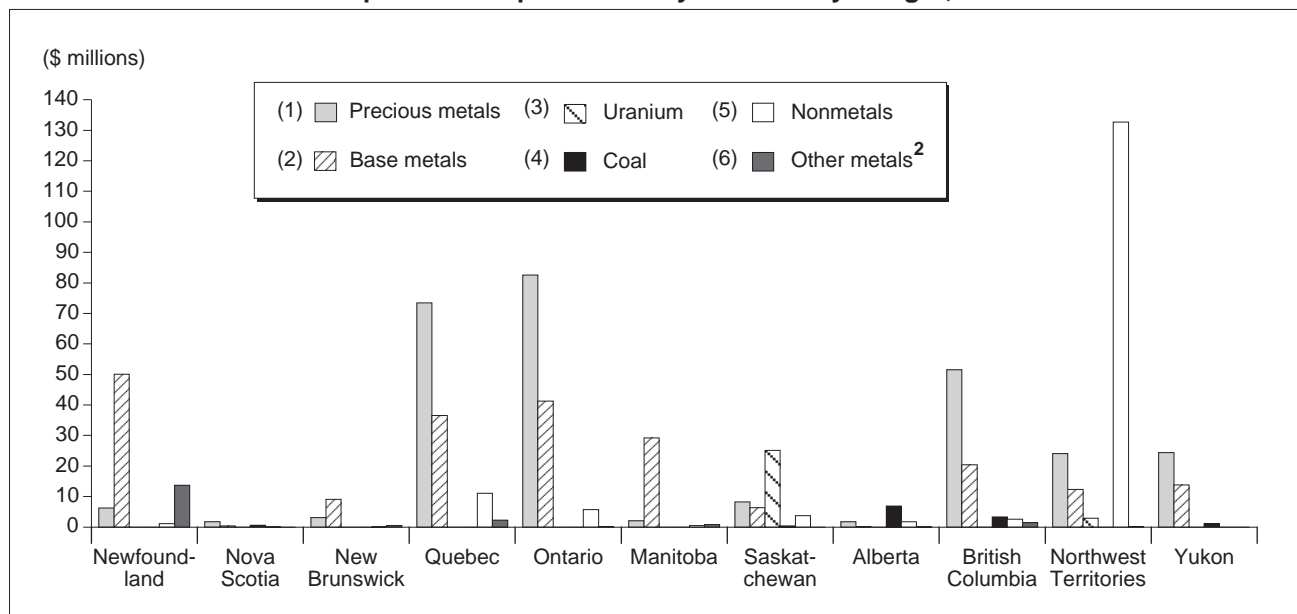 ($ millions)
(1) Precious metals (3) Uranium (5) Nonmetals
(2) Base metals (4) Coal (6) Other metals2
140
130
120
110
100
90
80
70
60
50
40
30
20
10
0
Newfound-
land
Nova
Scotia
New
Brunswick
Quebec
Ontario
Manitoba
Saskat-
chewan
Alberta
British
Columbia
Northwest
Territories
Yukon